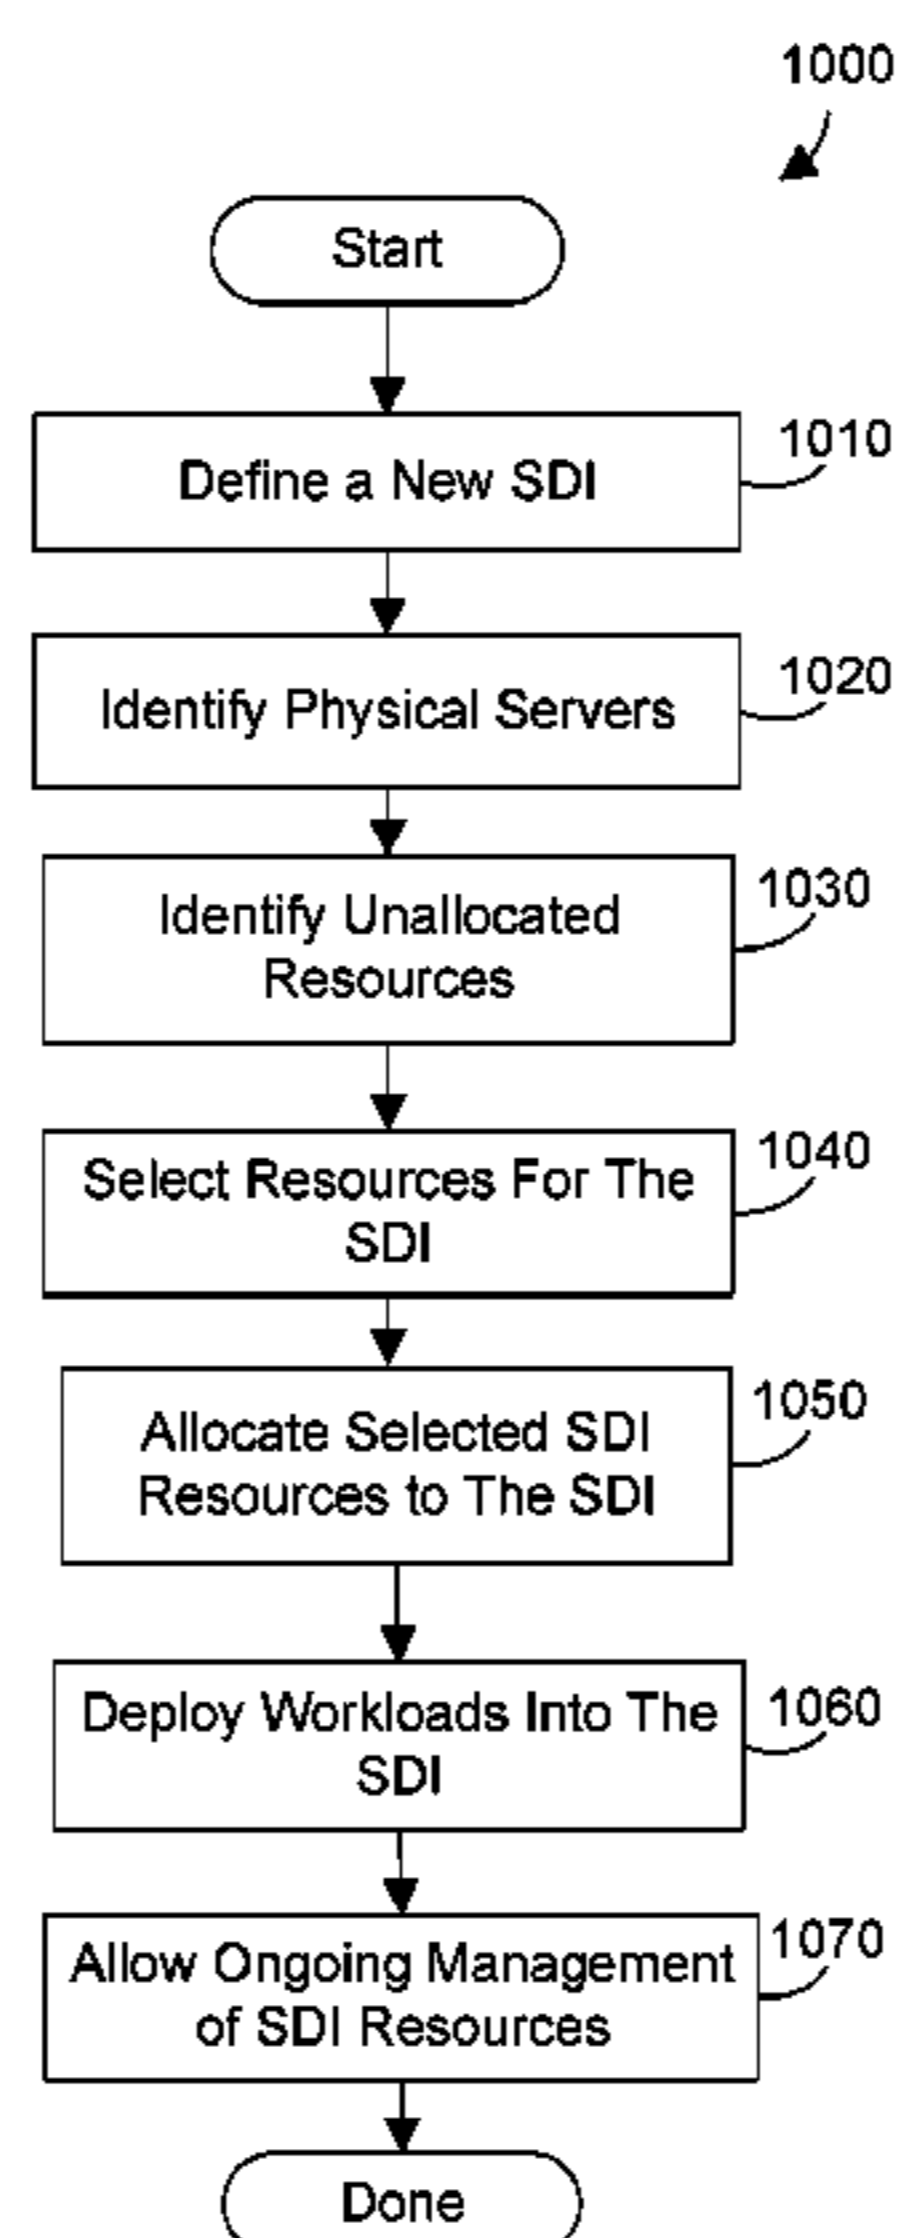 1000
Start
Define a New SDI
1010
Identify Physical Servers
1020
Identify Unallocated
Resources
1030
Select Resources For The
SDI
1040
Allocate Selected SDI
Resources to The SDI
1050
Deploy Workloads Into The
SDI
1060
Allow Ongoing Management
of SDI Resources
1070
Done